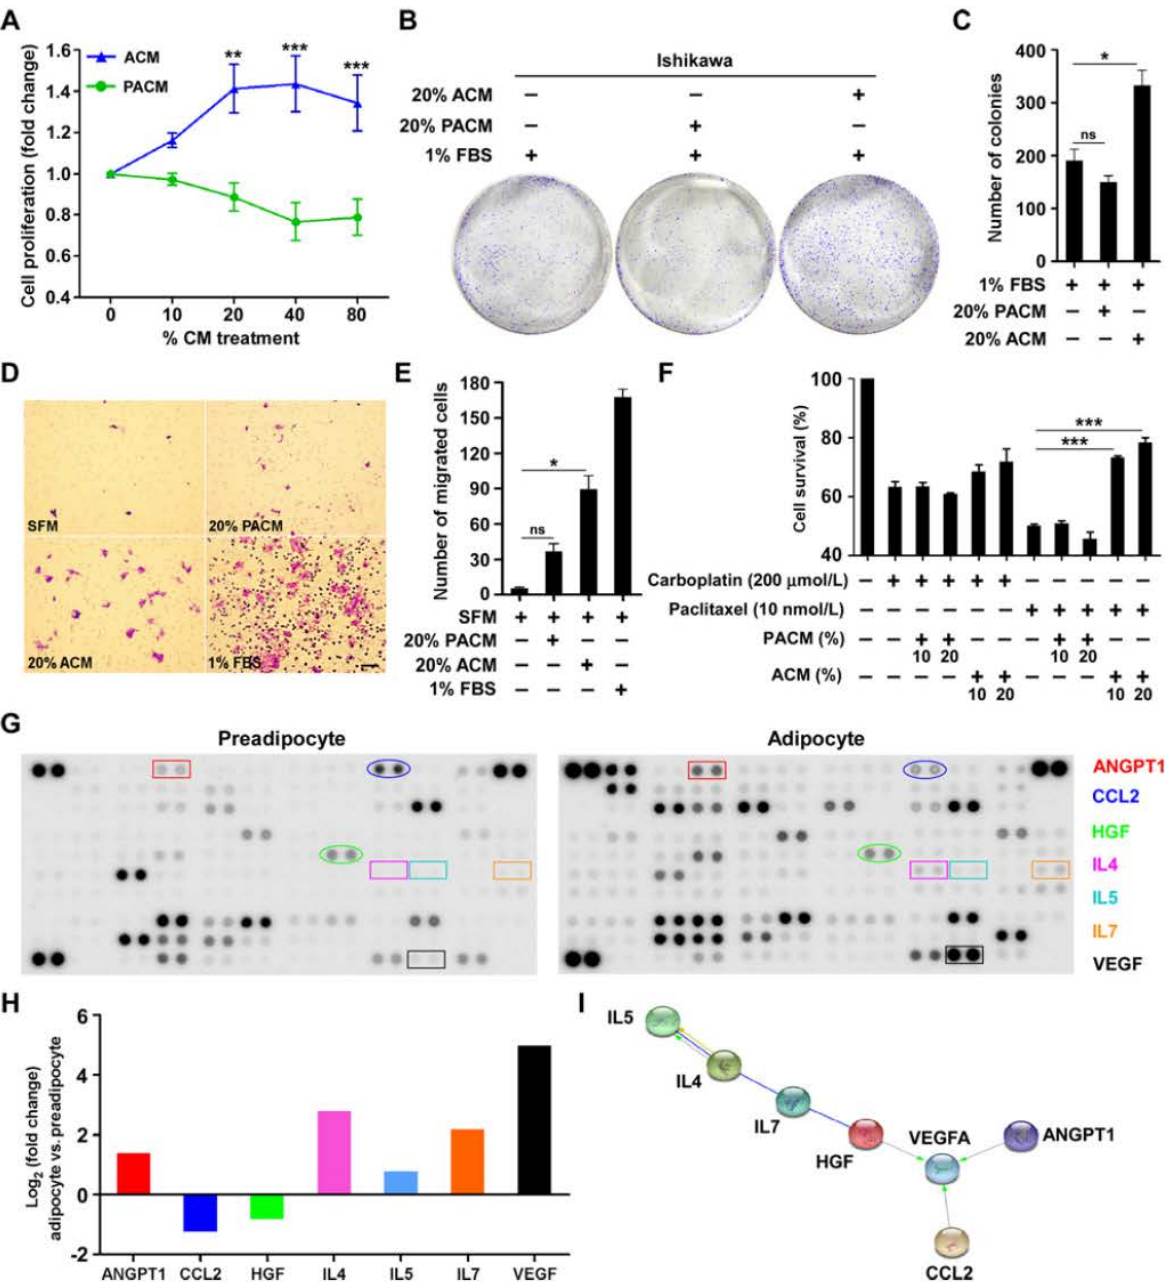 A
Cell proliferation (fold change)
1.6
1.4
1.2
1.0
0.8
0.6
0.4
ACM
PACM
** *** ***
0 10 20 40 80
% CM treatment
B
Ishikawa
20% ACM − − +
20% PACM − + −
1% FBS + + +
C
Number of colonies
400
300
200
100
0
*
ns
1% FBS + + +
20% PACM − + −
20% ACM − − +
D
SFM
20% PACM
20% ACM
1% FBS
E
Number of migrated cells
180
150
120
90
60
30
0
*
ns
SFM + + + +
20% PACM − + − −
20% ACM − − + −
1% FBS − − − +
F
Cell survival (%)
100
80
60
40
***
***
Carboplatin (200 μmol/L) − + + + + + − − − − −
Paclitaxel (10 nmol/L) − − − − − − + + + + +
PACM (%) − − + + − − − + + − −
10 20 10 20
ACM (%) − − − − + + − − − + +
10 20 10 20
G
Preadipocyte
Adipocyte
ANGPT1
CCL2
HGF
IL4
IL5
IL7
VEGF
H
Log2 (fold change)
adipocyte vs. preadipocyte
6
4
2
0
-2
ANGPT1 CCL2 HGF IL4 IL5 IL7 VEGF
I
IL5
IL4
IL7
HGF
VEGFA
ANGPT1
CCL2